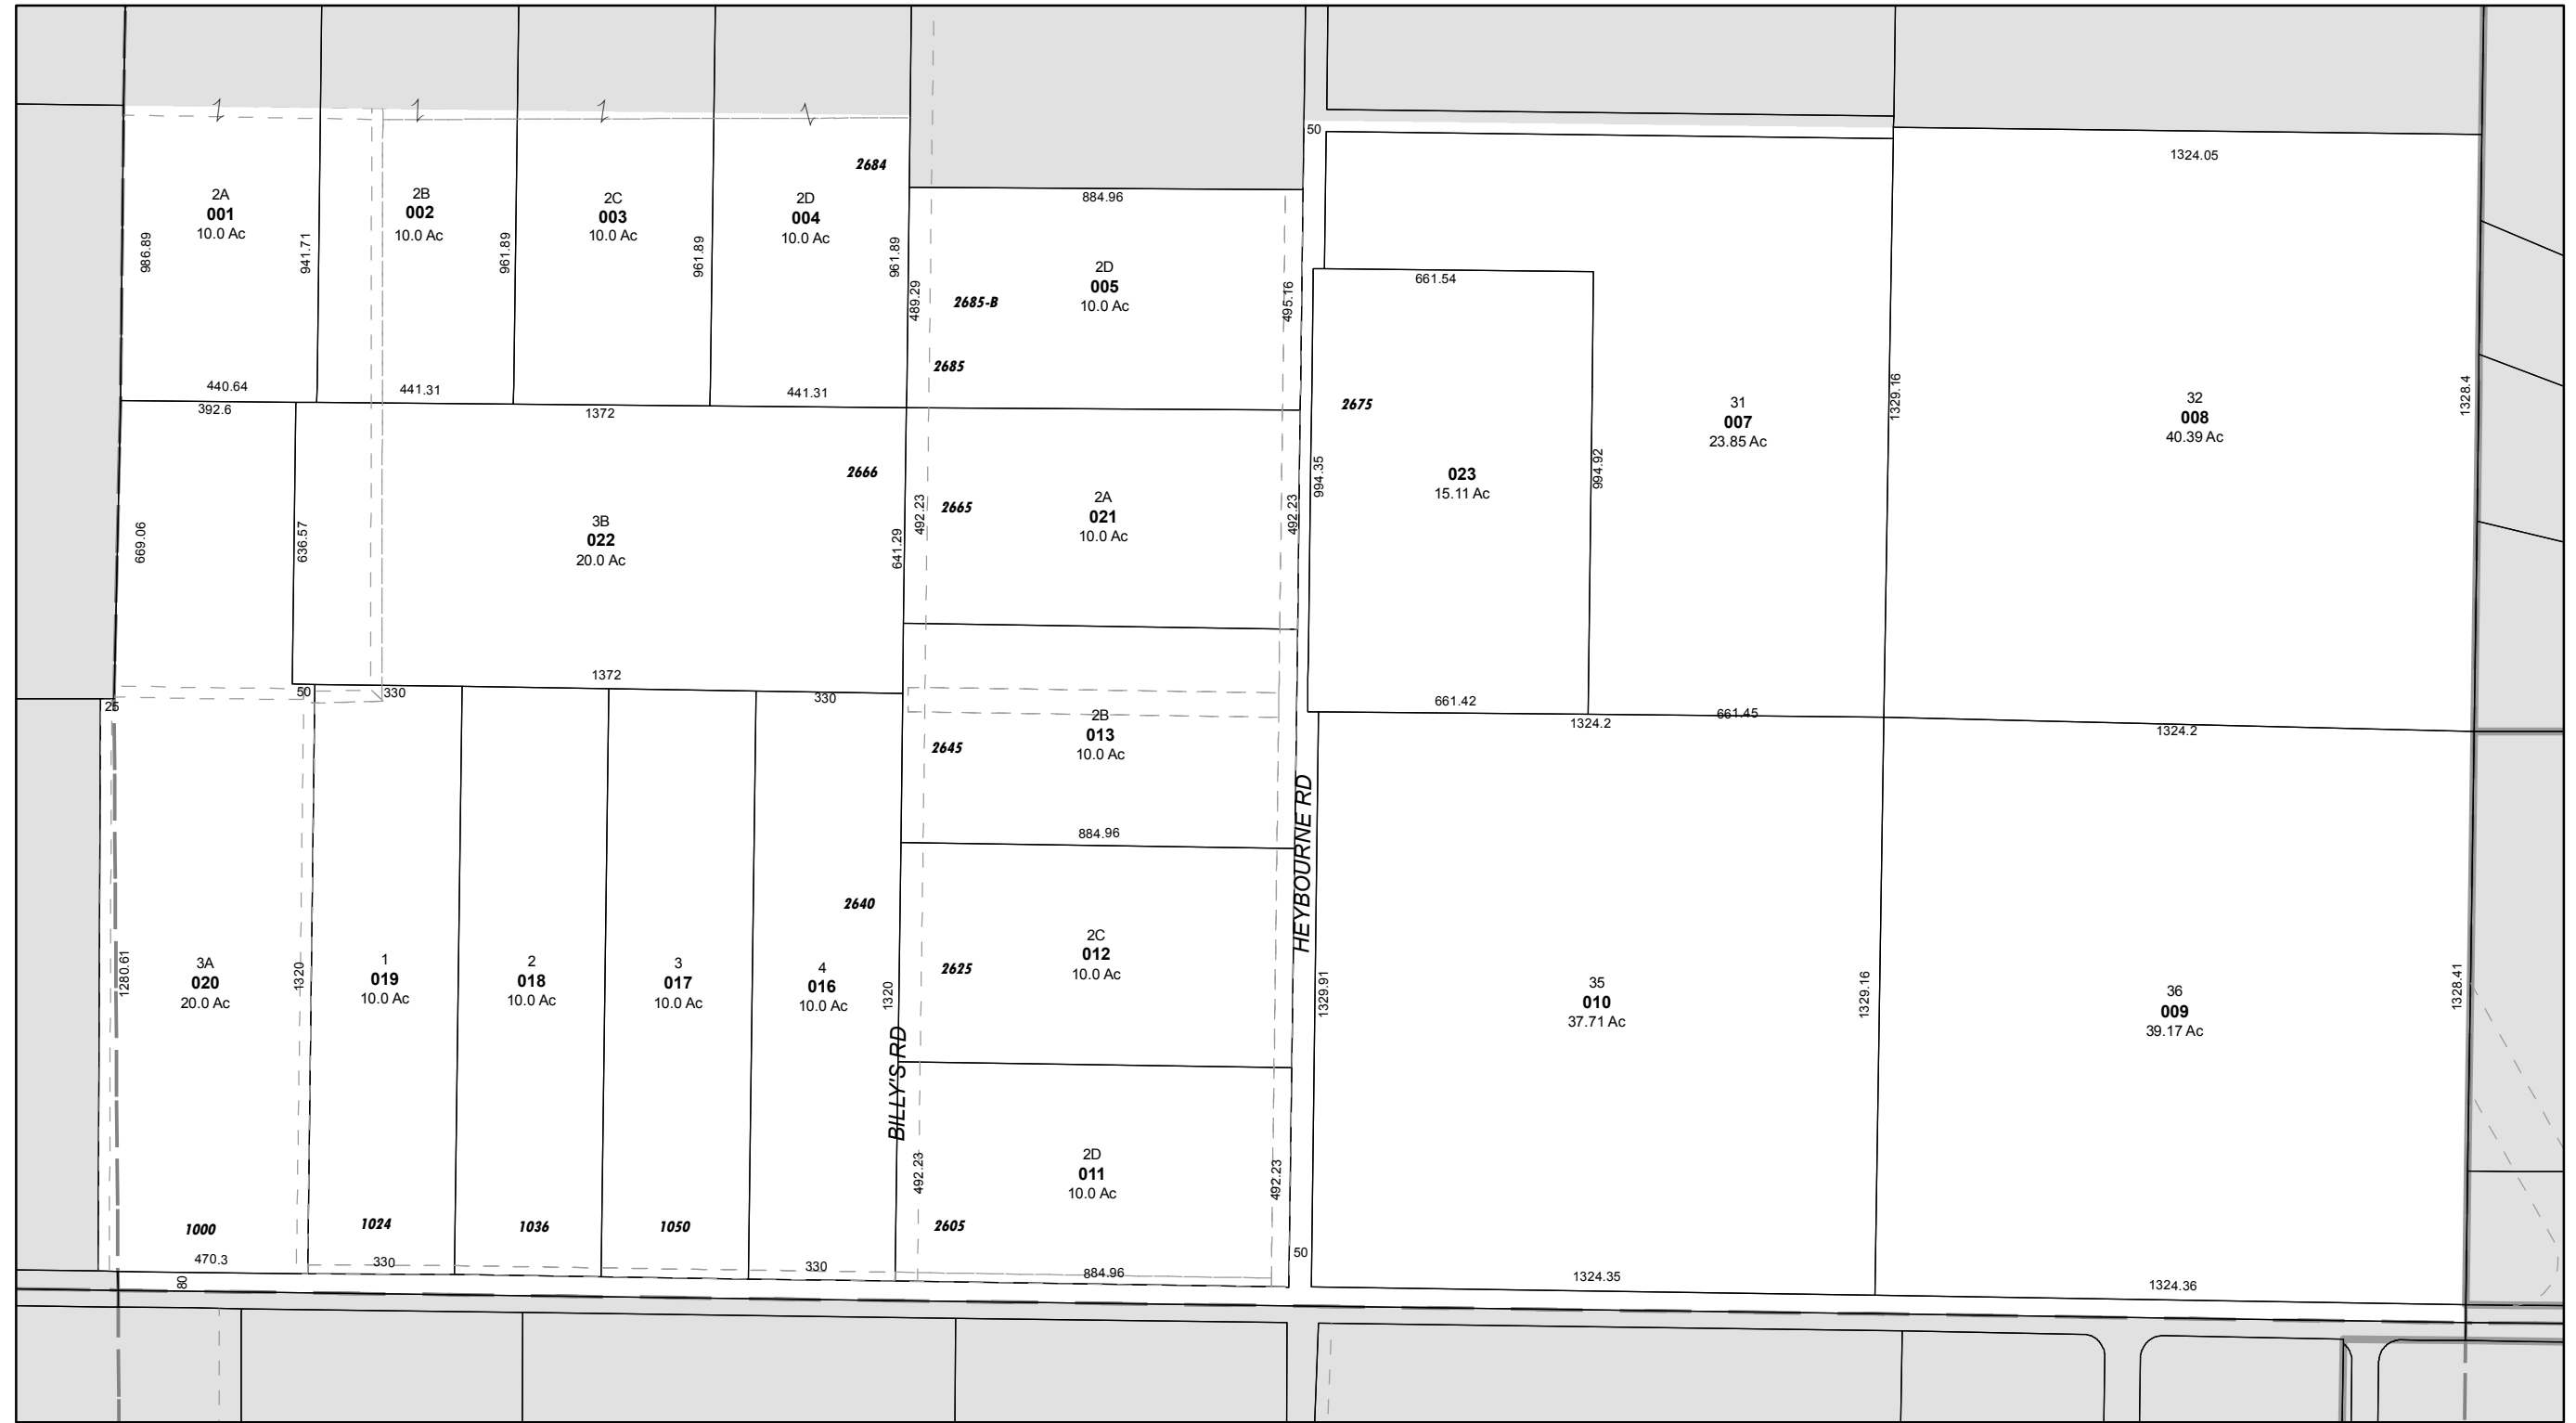 50
1324.05
2684
2A
001
10.0 Ac
2B
002
10.0 Ac
2C
003
10.0 Ac
2D
004
10.0 Ac
884.96
986.89
941.71
961.89
961.89
961.89
489.29
2D
005
10.0 Ac
495.16
2685-B
2685
661.54
440.64
441.31
441.31
392.6
1372
2675
31
007
23.85 Ac
1329.16
32
008
40.39 Ac
1328.4
2666
669.06
636.57
3B
022
20.0 Ac
641.29
492.23
2665
2A
021
10.0 Ac
492.23
994.35
023
15.11 Ac
994.92
1372
50
330
330
25
661.42
661.45
1324.2
1324.2
2B
013
10.0 Ac
2645
884.96
HEYBOURNE RD
2640
1280.61
3A
020
20.0 Ac
1320
1
019
10.0 Ac
2
018
10.0 Ac
3
017
10.0 Ac
4
016
10.0 Ac
1320
BILLY'S RD
2625
2C
012
10.0 Ac
1329.91
35
010
37.71 Ac
1329.16
36
009
39.17 Ac
1328.41
492.23
2D
011
10.0 Ac
492.23
1000
1024
1036
1050
2605
470.3
330
330
884.96
50
80
1324.35
1324.36